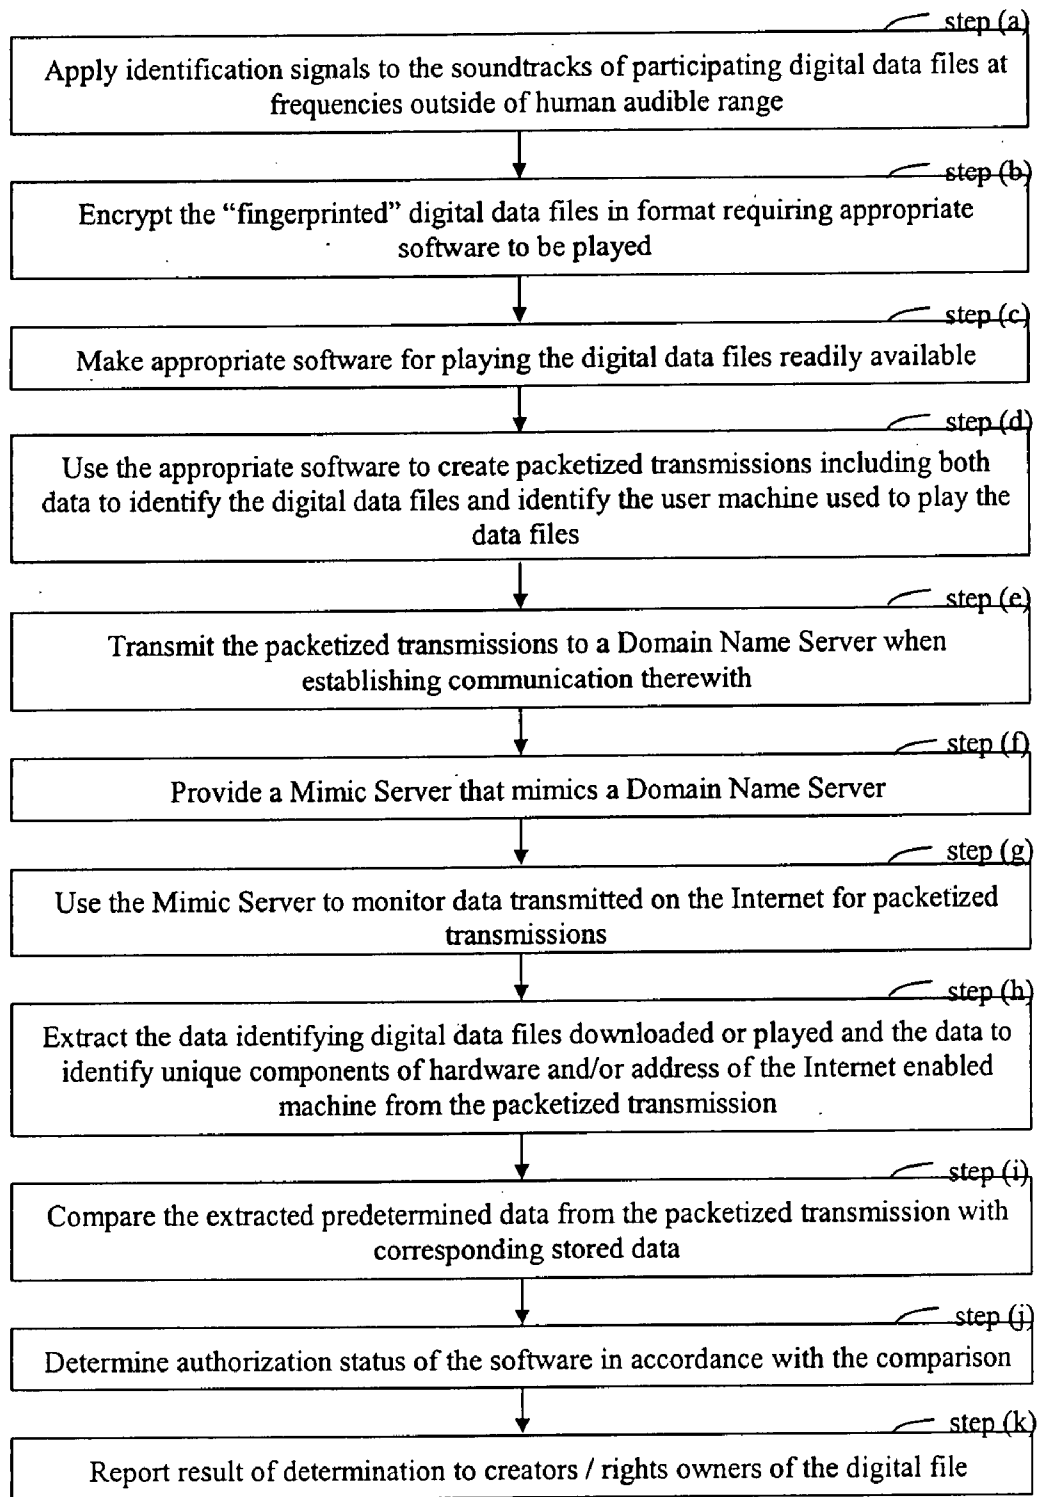 step (a)
Apply identification signals to the soundtracks of participating digital data files at
frequencies outside of human audible range
step (b)
Encrypt the “fingerprinted” digital data files in format requiring appropriate
software to be played
step (c)
Make appropriate software for playing the digital data files readily available
step (d)
Use the appropriate software to create packetized transmissions including both
data to identify the digital data files and identify the user machine used to play the
data files
step (e)
Transmit the packetized transmissions to a Domain Name Server when
establishing communication therewith
step (f)
Provide a Mimic Server that mimics a Domain Name Server
step (g)
Use the Mimic Server to monitor data transmitted on the Internet for packetized
transmissions
step (h)
Extract the data identifying digital data files downloaded or played and the data to
identify unique components of hardware and/or address of the Internet enabled
machine from the packetized transmission
step (i)
Compare the extracted predetermined data from the packetized transmission with
corresponding stored data
step (j)
Determine authorization status of the software in accordance with the comparison
step (k)
Report result of determination to creators / rights owners of the digital file